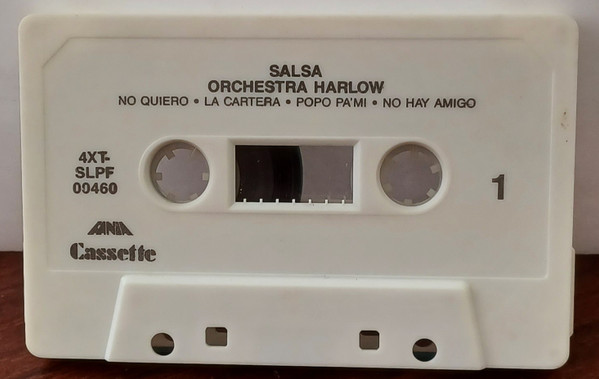 SALSA
ORCHESTRA HARLOW
NO QUIERO • LA CARTERA • POPO PA'MI • NO HAY AMIGO
4XT-
SLPF
00460
1
FANIA
Cassette